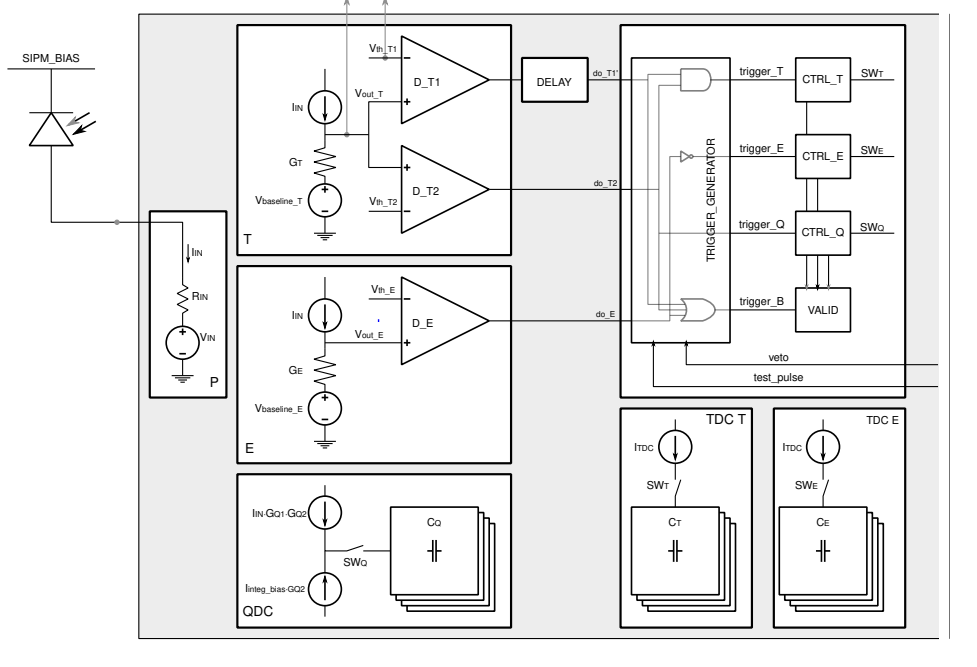 SIPM_BIAS
IIN
RIN
VIN
P
Vth_T1
D_T1
IIN
Vout_T
GT
D_T2
Vbaseline_T
Vth_T2
T
DELAY
do_T1'
do_T2
do_E
IIN
Vth_E
D_E
Vout_E
GE
Vbaseline_E
E
IIN·GQ1·GQ2
SWQ
CQ
Iinteg_bias·GQ2
QDC
TRIGGER_GENERATOR
trigger_T
CTRL_T
SWT
trigger_E
CTRL_E
SWE
trigger_Q
CTRL_Q
SWQ
trigger_B
VALID
veto
test_pulse
TDC T
ITDC
SWT
CT
TDC E
ITDC
SWE
CE